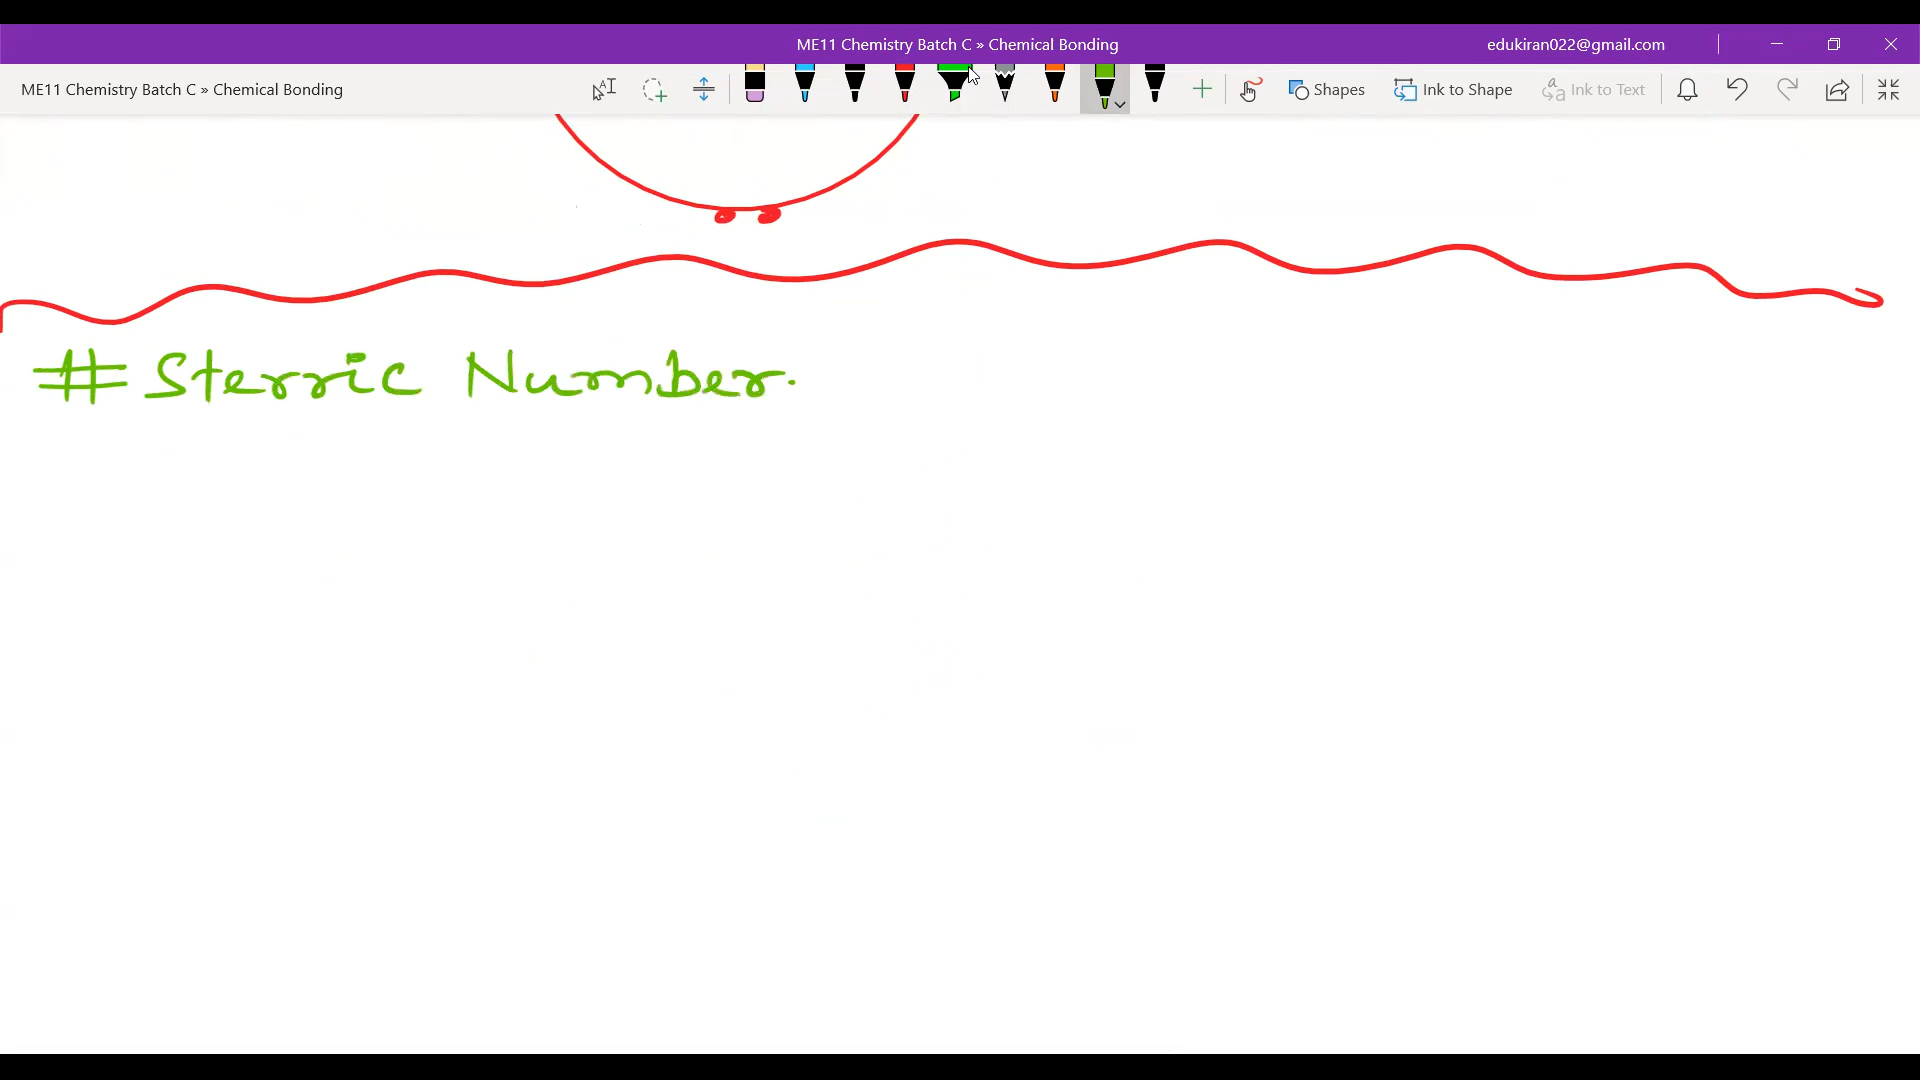 ME11 Chemistry Batch C » Chemical Bonding
edukiran022@gmail.com
ME11 Chemistry Batch C » Chemical Bonding
Shapes
Ink to Shape
Ink to Text
# Sterric Number.